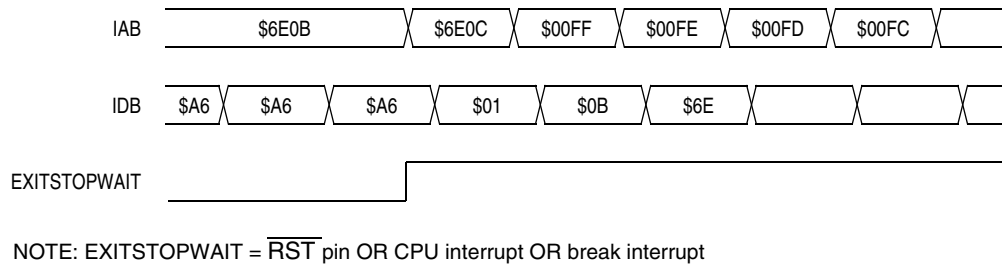 IAB $6E0B $6E0C $00FF $00FE $00FD $00FC
IDB $A6 $A6 $A6 $01 $0B $6E
EXITSTOPWAIT
NOTE: EXITSTOPWAIT = RST pin OR CPU interrupt OR break interrupt